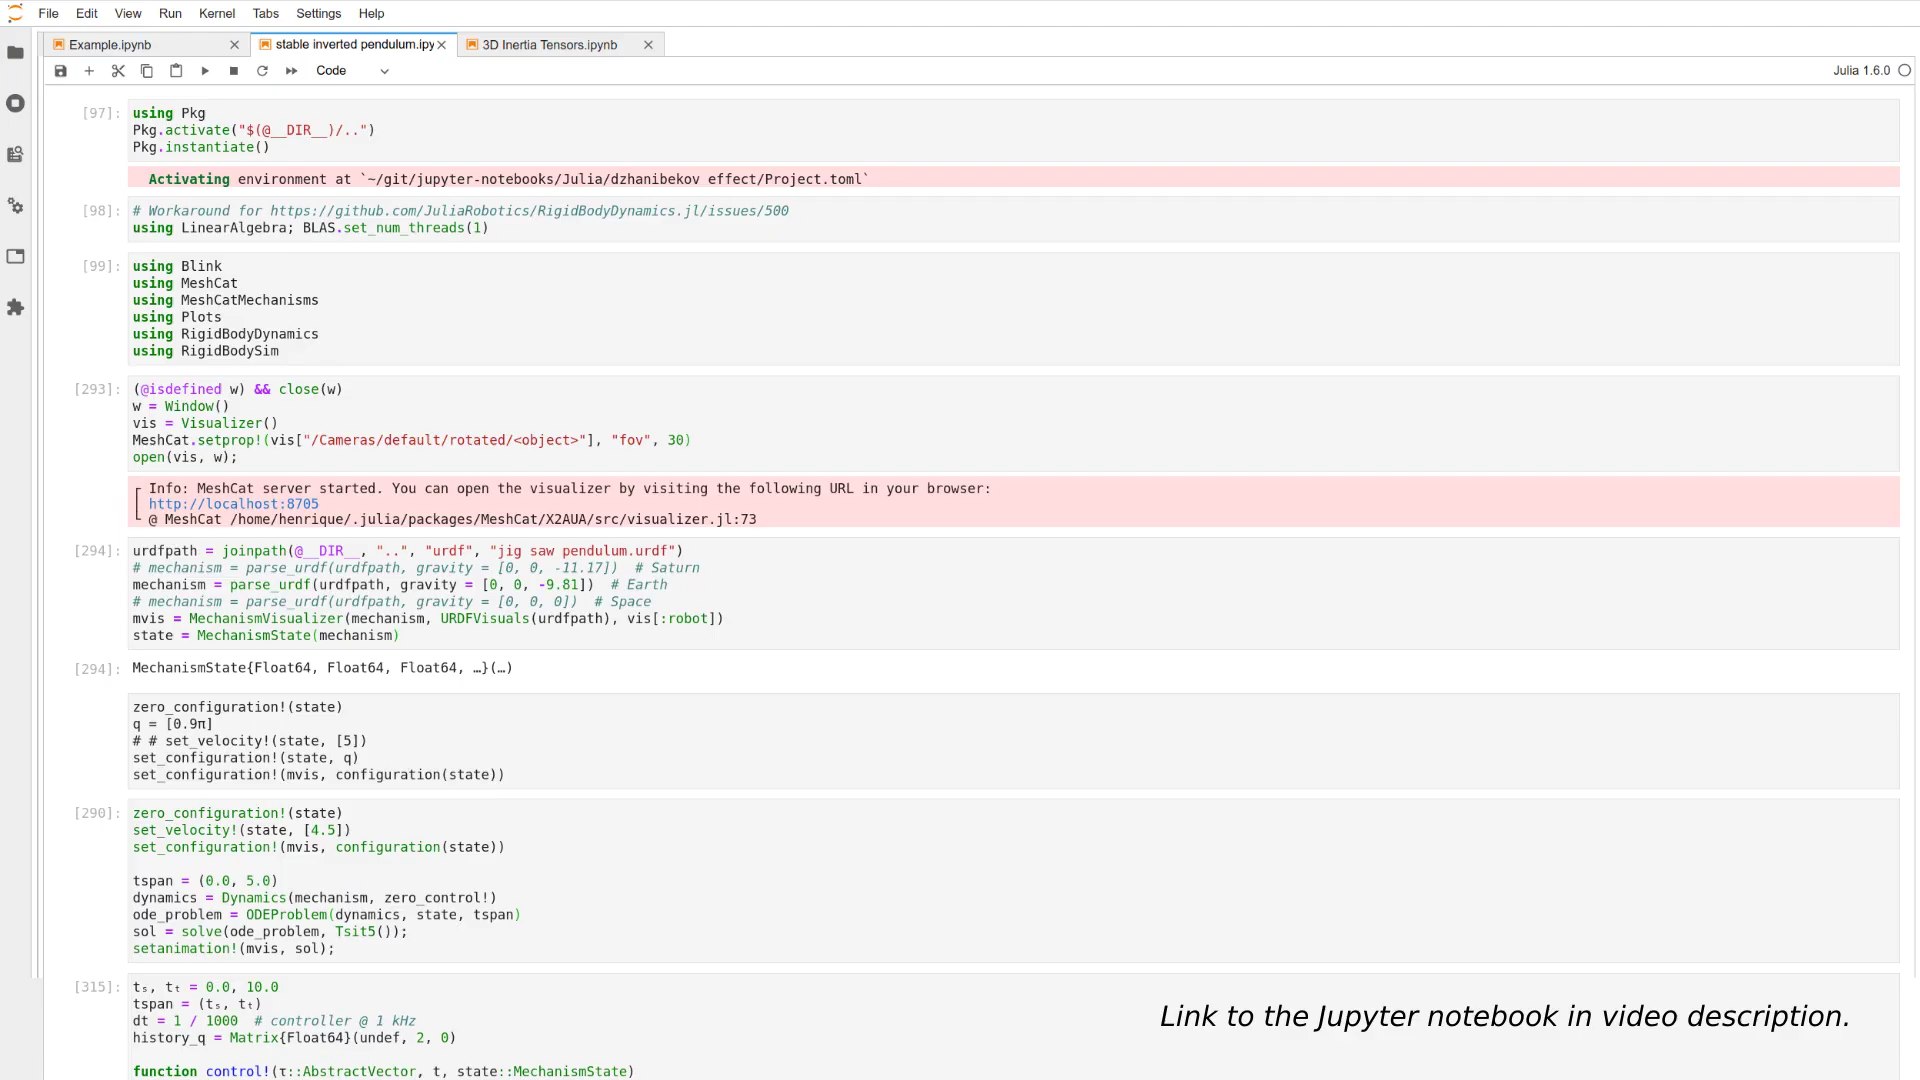 File Edit View Run Kernel Tabs Settings Help
Example.ipynb stable inverted pendulum.ipy 3D Inertia Tensors.ipynb
Code Julia 1.6.0
[97]: using Pkg
Pkg.activate("$(@__DIR__)/..")
Pkg.instantiate()
Activating environment at `~/git/jupyter-notebooks/Julia/dzhanibekov effect/Project.toml`
[98]: # Workaround for https://github.com/JuliaRobotics/RigidBodyDynamics.jl/issues/500
using LinearAlgebra; BLAS.set_num_threads(1)
[99]: using Blink
using MeshCat
using MeshCatMechanisms
using Plots
using RigidBodyDynamics
using RigidBodySim
[293]: (@isdefined w) && close(w)
w = Window()
vis = Visualizer()
MeshCat.setprop!(vis["/Cameras/default/rotated/<object>"], "fov", 30)
open(vis, w);
┌ Info: MeshCat server started. You can open the visualizer by visiting the following URL in your browser:
│ http://localhost:8705
└ @ MeshCat /home/henrique/.julia/packages/MeshCat/X2AUA/src/visualizer.jl:73
[294]: urdfpath = joinpath(@__DIR__, "..", "urdf", "jig saw pendulum.urdf")
# mechanism = parse_urdf(urdfpath, gravity = [0, 0, -11.17]) # Saturn
mechanism = parse_urdf(urdfpath, gravity = [0, 0, -9.81]) # Earth
# mechanism = parse_urdf(urdfpath, gravity = [0, 0, 0]) # Space
mvis = MechanismVisualizer(mechanism, URDFVisuals(urdfpath), vis[:robot])
state = MechanismState(mechanism)
[294]: MechanismState{Float64, Float64, Float64, …}(…)
zero_configuration!(state)
q = [0.9π]
# # set_velocity!(state, [5])
set_configuration!(state, q)
set_configuration!(mvis, configuration(state))
[290]: zero_configuration!(state)
set_velocity!(state, [4.5])
set_configuration!(mvis, configuration(state))
tspan = (0.0, 5.0)
dynamics = Dynamics(mechanism, zero_control!)
ode_problem = ODEProblem(dynamics, state, tspan)
sol = solve(ode_problem, Tsit5());
setanimation!(mvis, sol);
[315]: tₛ, tₜ = 0.0, 10.0
tspan = (tₛ, tₜ)
dt = 1 / 1000 # controller @ 1 kHz
history_q = Matrix{Float64}(undef, 2, 0)
function control!(τ::AbstractVector, t, state::MechanismState)
Link to the Jupyter notebook in video description.